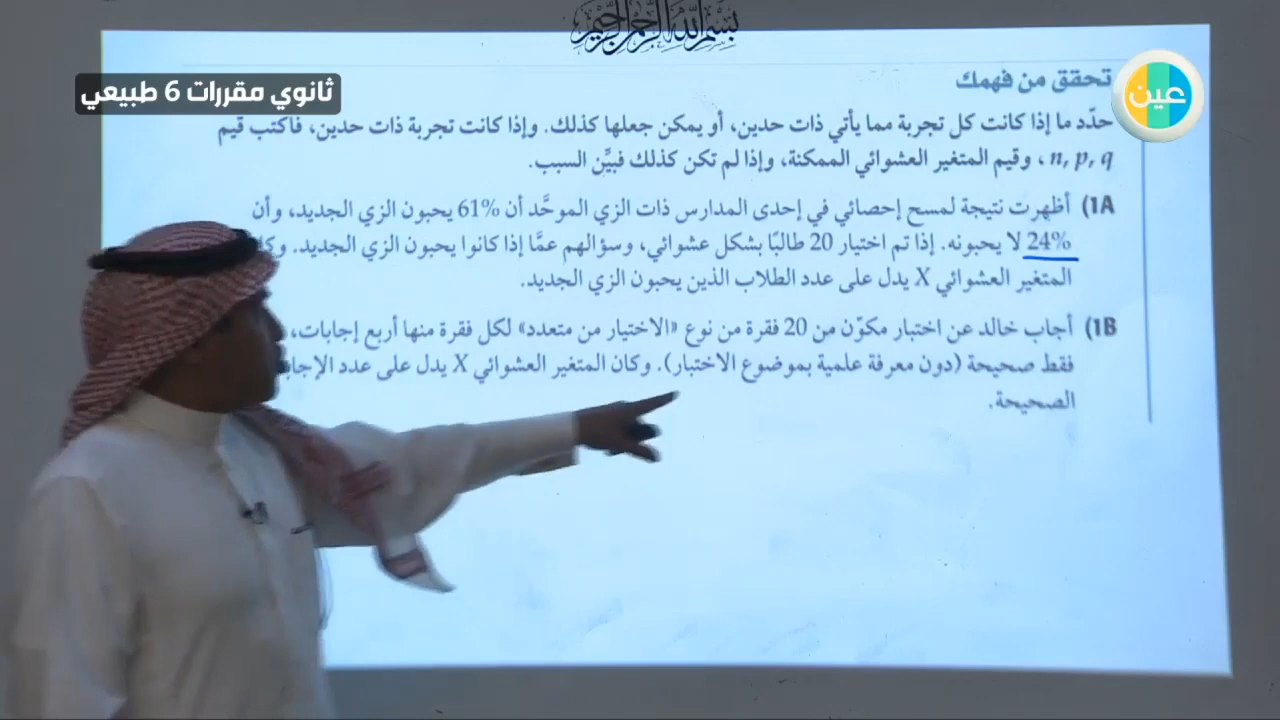 بسم الله الرحمن الرحيم
ثانوي مقررات 6 طبيعي
عين
تحقق من فهمك
حدّد ما إذا كانت كل تجربة مما يأتي ذات حدين، أو يمكن جعلها كذلك. وإذا كانت تجربة ذات حدين، فاكتب قيم
n, p, q ، وقيم المتغير العشوائي الممكنة، وإذا لم تكن كذلك فبيِّن السبب.
1A) أظهرت نتيجة لمسح إحصائي في إحدى المدارس ذات الزي الموحَّد أن 61% يحبون الزي الجديد، وأن
24% لا يحبونه. إذا تم اختيار 20 طالبًا بشكل عشوائي، وسؤالهم عمَّا إذا كانوا يحبون الزي الجديد.
المتغير العشوائي X يدل على عدد الطلاب الذين يحبون الزي الجديد.
1B) أجاب خالد عن اختبار مكوّن من 20 فقرة من نوع «الاختيار من متعدد» لكل فقرة منها أربع إجابات،
فقط صحيحة (دون معرفة علمية بموضوع الاختبار). وكان المتغير العشوائي X يدل على عدد
الصحيحة.